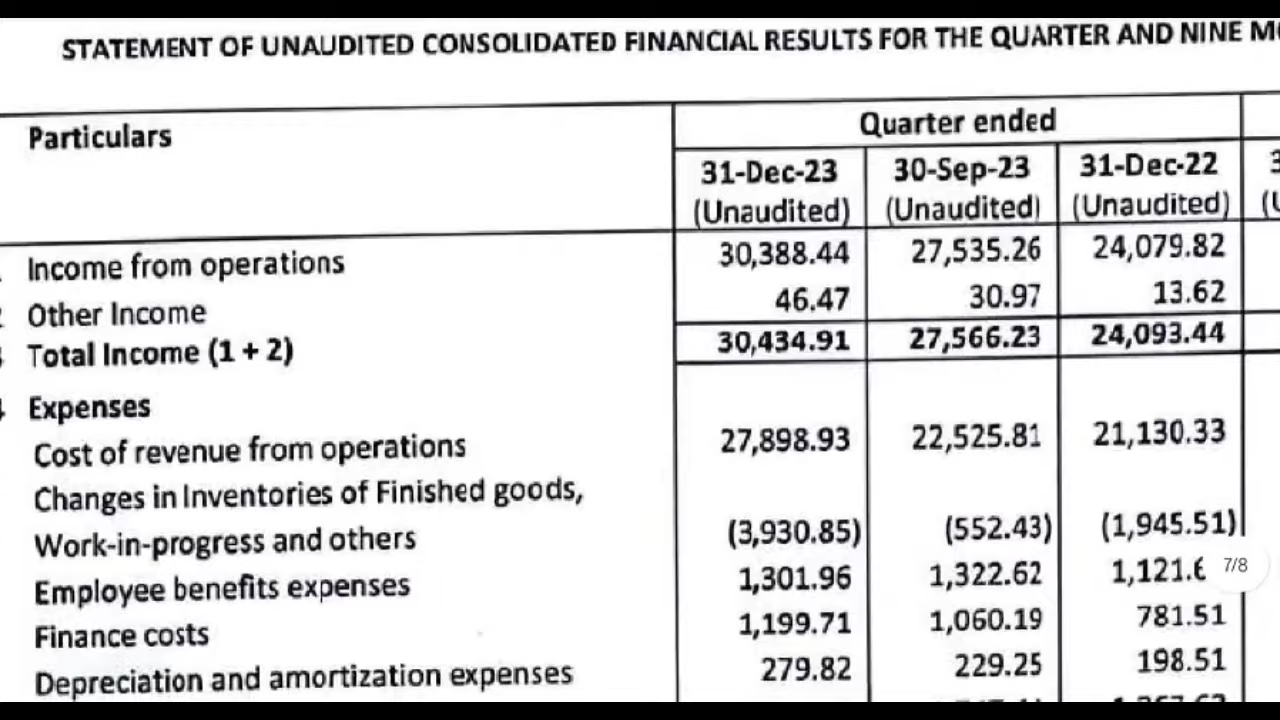 STATEMENT OF UNAUDITED CONSOLIDATED FINANCIAL RESULTS FOR THE QUARTER AND NINE
Particulars Quarter ended
31-Dec-23 30-Sep-23 31-Dec-22
(Unaudited) (Unaudited) (Unaudited)
Income from operations 30,388.44 27,535.26 24,079.82
Other Income 46.47 30.97 13.62
Total Income (1 + 2) 30,434.91 27,566.23 24,093.44
Expenses
Cost of revenue from operations 27,898.93 22,525.81 21,130.33
Changes in Inventories of Finished goods,
Work-in-progress and others (3,930.85) (552.43) (1,945.51)
Employee benefits expenses 1,301.96 1,322.62
7/8
Finance costs 1,199.71 1,060.19 781.51
Depreciation and amortization expenses 279.82 229.25 198.51